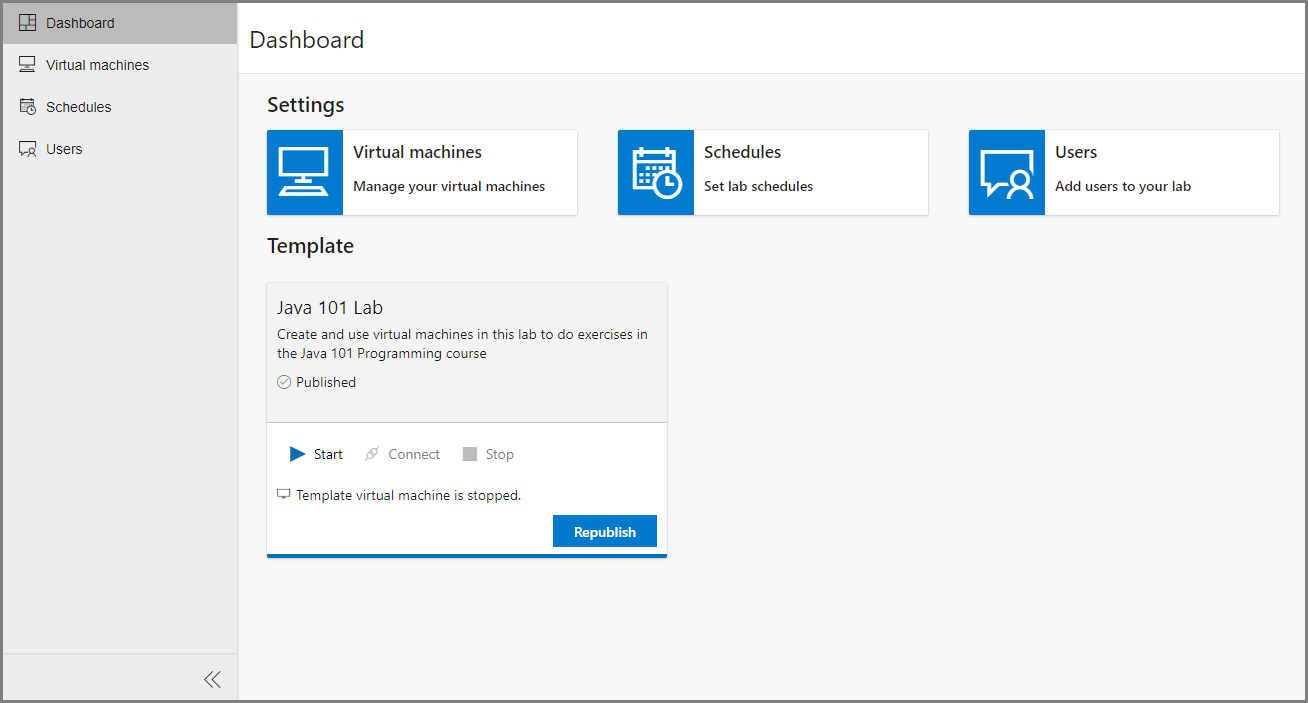 Dashboard
Virtual machines
Schedules
Users
Dashboard
Settings
Virtual machines
Manage your virtual machines
Schedules
Set lab schedules
Users
Add users to your lab
Template
Java 101 Lab
Create and use virtual machines in this lab to do exercises in
the Java 101 Programming course
Published
Start Connect Stop
Template virtual machine is stopped.
Republish